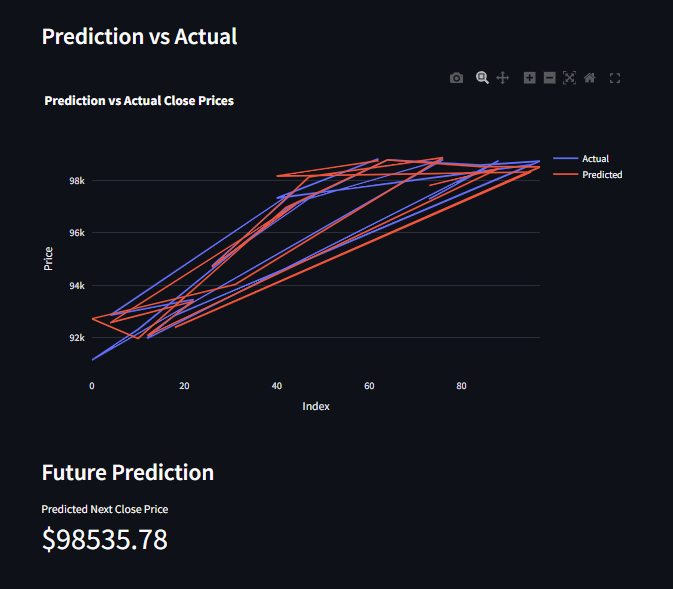 Prediction vs Actual
Prediction vs Actual Close Prices
Actual
Predicted
98k
96k
94k
92k
Price
0 20 40 60 80
Index
Future Prediction
Predicted Next Close Price
$98535.78